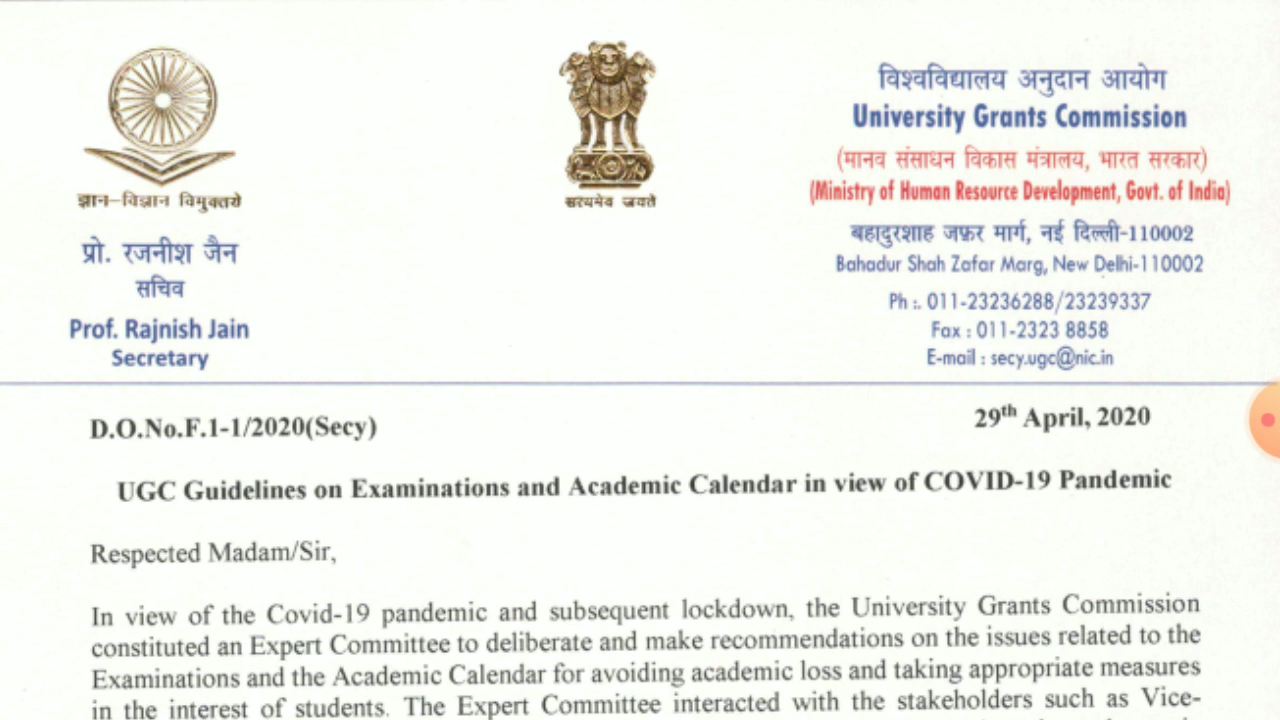 ज्ञान-विज्ञान विमुक्तये
प्रो. रजनीश जैन
सचिव
Prof. Rajnish Jain
Secretary
सत्यमेव जयते
विश्वविद्यालय अनुदान आयोग
University Grants Commission
(मानव संसाधन विकास मंत्रालय, भारत सरकार)
(Ministry of Human Resource Development, Govt. of India)
बहादुरशाह जफ़र मार्ग, नई दिल्ली-110002
Bahadur Shah Zafar Marg, New Delhi-110002
Ph :. 011-23236288/23239337
Fax : 011-2323 8858
E-mail : secy.ugc@nic.in
D.O.No.F.1-1/2020(Secy)
29th April, 2020
UGC Guidelines on Examinations and Academic Calendar in view of COVID-19 Pandemic
Respected Madam/Sir,
In view of the Covid-19 pandemic and subsequent lockdown, the University Grants Commission
constituted an Expert Committee to deliberate and make recommendations on the issues related to the
Examinations and the Academic Calendar for avoiding academic loss and taking appropriate measures
in the interest of students. The Expert Committee interacted with the stakeholders such as Vice-